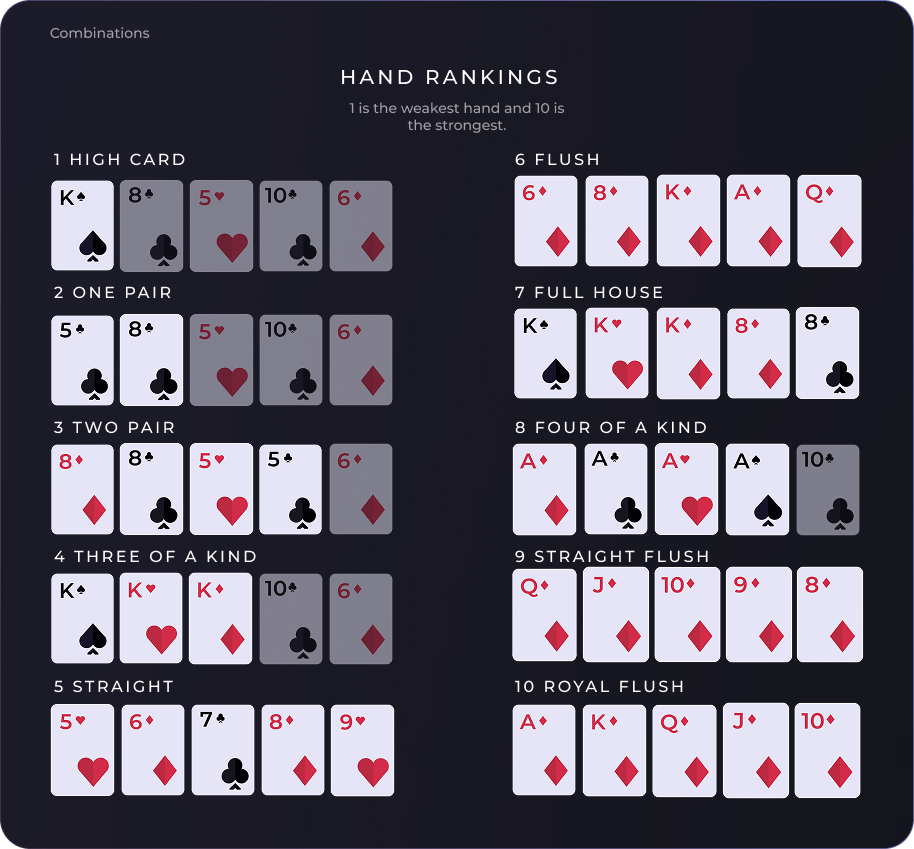 Combinations
HAND RANKINGS
1 is the weakest hand and 10 is
the strongest.
1 HIGH CARD
K♠ 8♣ 5♥ 10♣ 6♦
2 ONE PAIR
5♣ 8♣ 5♥ 10♣ 6♦
3 TWO PAIR
8♦ 8♣ 5♥ 5♣ 6♦
4 THREE OF A KIND
K♠ K♥ K♦ 10♣ 6♦
5 STRAIGHT
5♥ 6♦ 7♣ 8♦ 9♥
6 FLUSH
6♦ 8♦ K♦ A♦ Q♦
7 FULL HOUSE
K♠ K♥ K♦ 8♦ 8♣
8 FOUR OF A KIND
A♦ A♣ A♥ A♠ 10♣
9 STRAIGHT FLUSH
Q♦ J♦ 10♦ 9♦ 8♦
10 ROYAL FLUSH
A♦ K♦ Q♦ J♦ 10♦